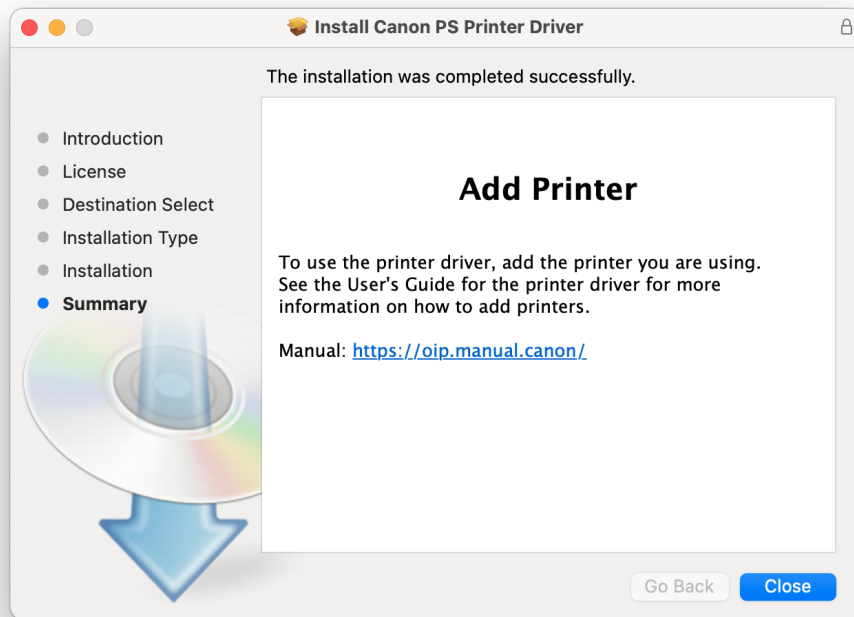 Install Canon PS Printer Driver
The installation was completed successfully.
Introduction
License
Destination Select
Installation Type
Installation
Summary
Add Printer
To use the printer driver, add the printer you are using.
See the User's Guide for the printer driver for more
information on how to add printers.
Manual: https://oip.manual.canon/
Go Back
Close